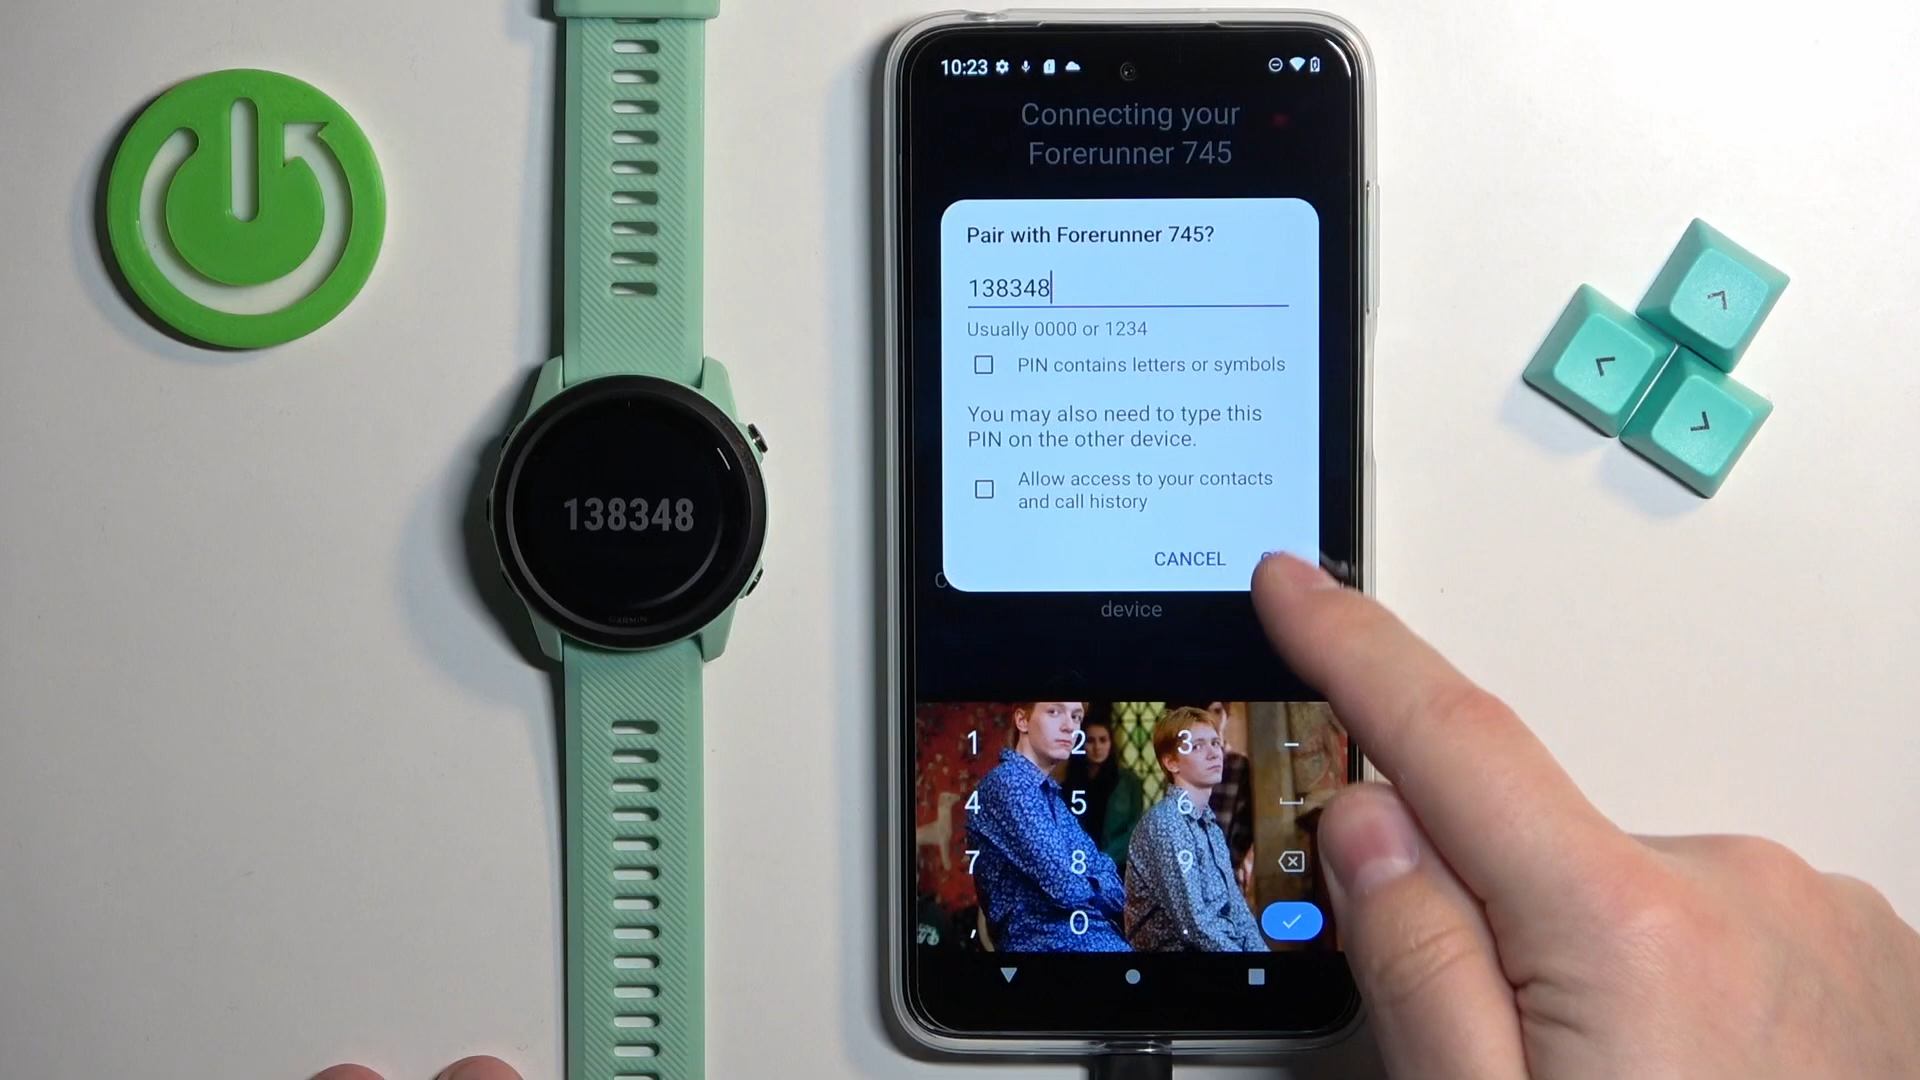 10:23
Connecting your
Forerunner 745
Pair with Forerunner 745?
138348
Usually 0000 or 1234
PIN contains letters or symbols
You may also need to type this
PIN on the other device.
Allow access to your contacts
and call history
CANCEL
device
138348
GARMIN
1 2 3 –
4 5 6
7 8 9
, 0 .